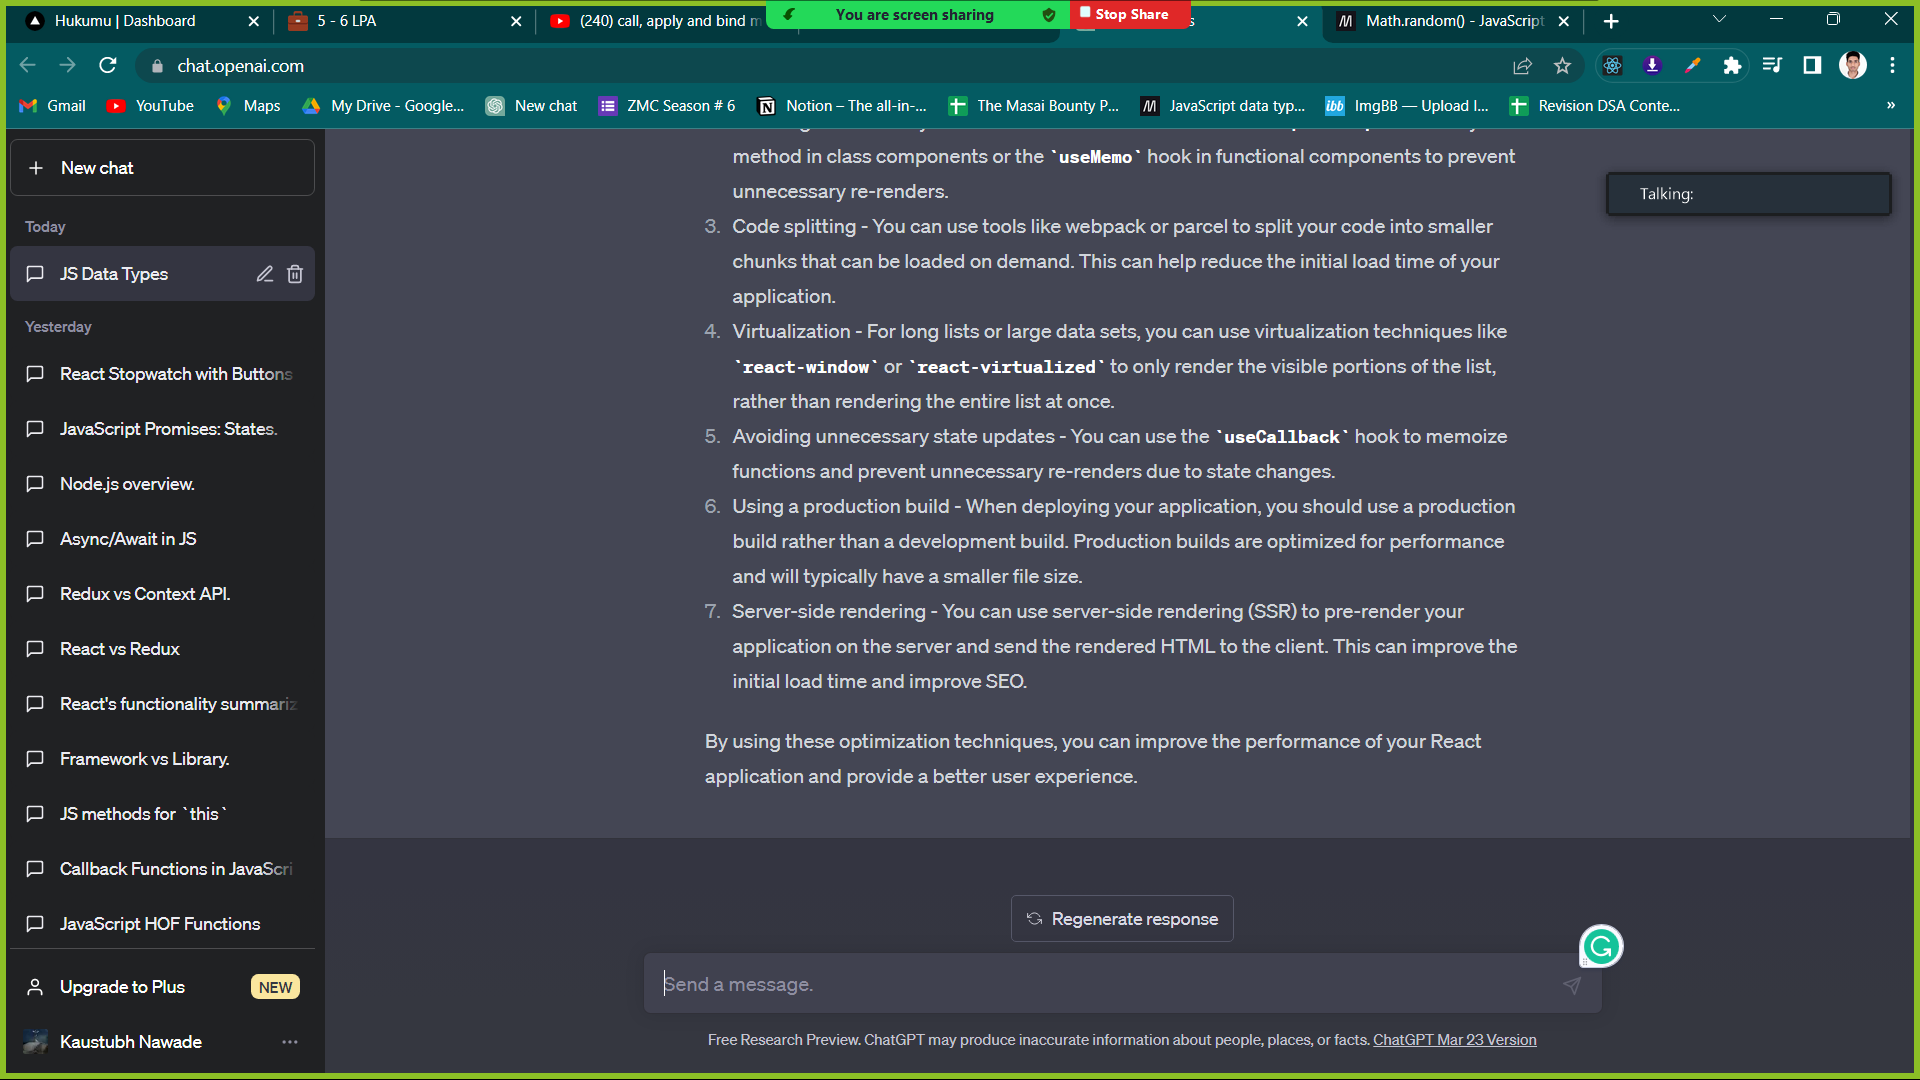 Hukumu | Dashboard
5 - 6 LPA
(240) call, apply and bind m
You are screen sharing
Stop Share
s
Math.random() - JavaScript
chat.openai.com
Gmail
YouTube
Maps
My Drive - Google...
New chat
ZMC Season # 6
Notion – The all-in-...
The Masai Bounty P...
JavaScript data typ...
ImgBB — Upload I...
Revision DSA Conte...
»
New chat
Today
JS Data Types
Yesterday
React Stopwatch with Buttons
JavaScript Promises: States.
Node.js overview.
Async/Await in JS
Redux vs Context API.
React vs Redux
React's functionality summariz
Framework vs Library.
JS methods for `this`
Callback Functions in JavaScri
JavaScript HOF Functions
Upgrade to Plus
NEW
Kaustubh Nawade
Talking:
method in class components or the `useMemo` hook in functional components to prevent
unnecessary re-renders.
3. Code splitting - You can use tools like webpack or parcel to split your code into smaller
chunks that can be loaded on demand. This can help reduce the initial load time of your
application.
4. Virtualization - For long lists or large data sets, you can use virtualization techniques like
`react-window` or `react-virtualized` to only render the visible portions of the list,
rather than rendering the entire list at once.
5. Avoiding unnecessary state updates - You can use the `useCallback` hook to memoize
functions and prevent unnecessary re-renders due to state changes.
6. Using a production build - When deploying your application, you should use a production
build rather than a development build. Production builds are optimized for performance
and will typically have a smaller file size.
7. Server-side rendering - You can use server-side rendering (SSR) to pre-render your
application on the server and send the rendered HTML to the client. This can improve the
initial load time and improve SEO.
By using these optimization techniques, you can improve the performance of your React
application and provide a better user experience.
Regenerate response
Send a message.
Free Research Preview. ChatGPT may produce inaccurate information about people, places, or facts. ChatGPT Mar 23 Version